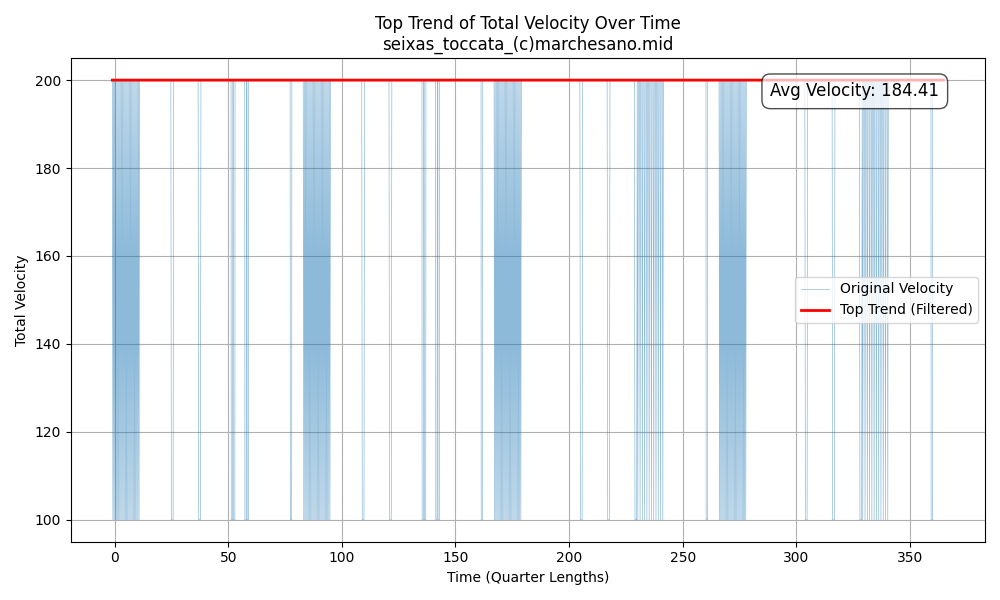 Top Trend of Total Velocity Over Time
seixas_toccata_(c)marchesano.mid
Total Velocity
200
180
160
140
120
100
Avg Velocity: 184.41
Original Velocity
Top Trend (Filtered)
0 50 100 150 200 250 300 350
Time (Quarter Lengths)